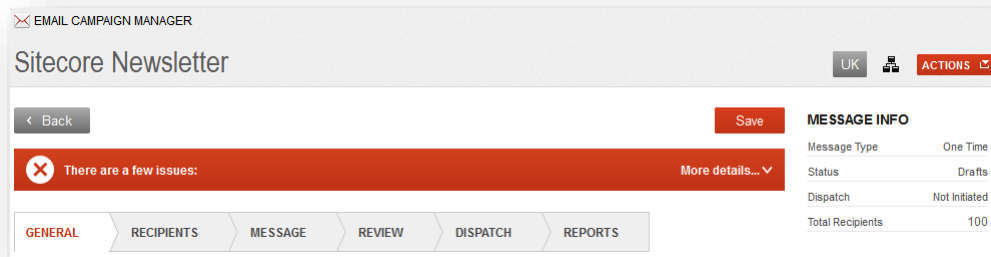 EMAIL CAMPAIGN MANAGER
Sitecore Newsletter
UK
ACTIONS
< Back
Save
There are a few issues:
More details...
GENERAL
RECIPIENTS
MESSAGE
REVIEW
DISPATCH
REPORTS
MESSAGE INFO
Message Type One Time
Status Drafts
Dispatch Not Initiated
Total Recipients 100